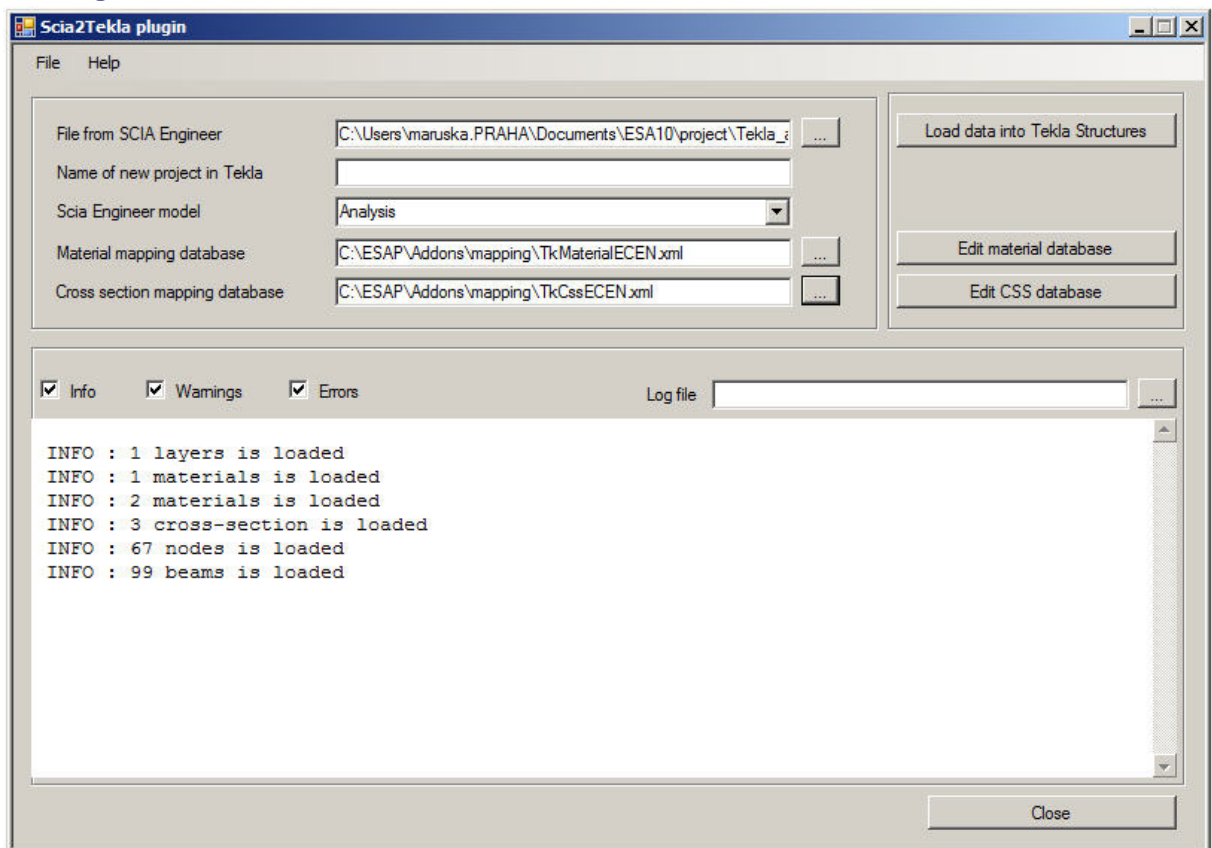 Scia2Tekla plugin
File Help
File from SCIA Engineer C:\Users\maruska.PRAHA\Documents\ESA10\project\Tekla_a ...
Load data into Tekla Structures
Name of new project in Tekla
Scia Engineer model Analysis
Material mapping database C:\ESAP\Addons\mapping\TkMaterialECEN.xml ...
Edit material database
Cross section mapping database C:\ESAP\Addons\mapping\TkCssECEN.xml ...
Edit CSS database
Info Warnings Errors Log file ...
INFO : 1 layers is loaded
INFO : 1 materials is loaded
INFO : 2 materials is loaded
INFO : 3 cross-section is loaded
INFO : 67 nodes is loaded
INFO : 99 beams is loaded
Close